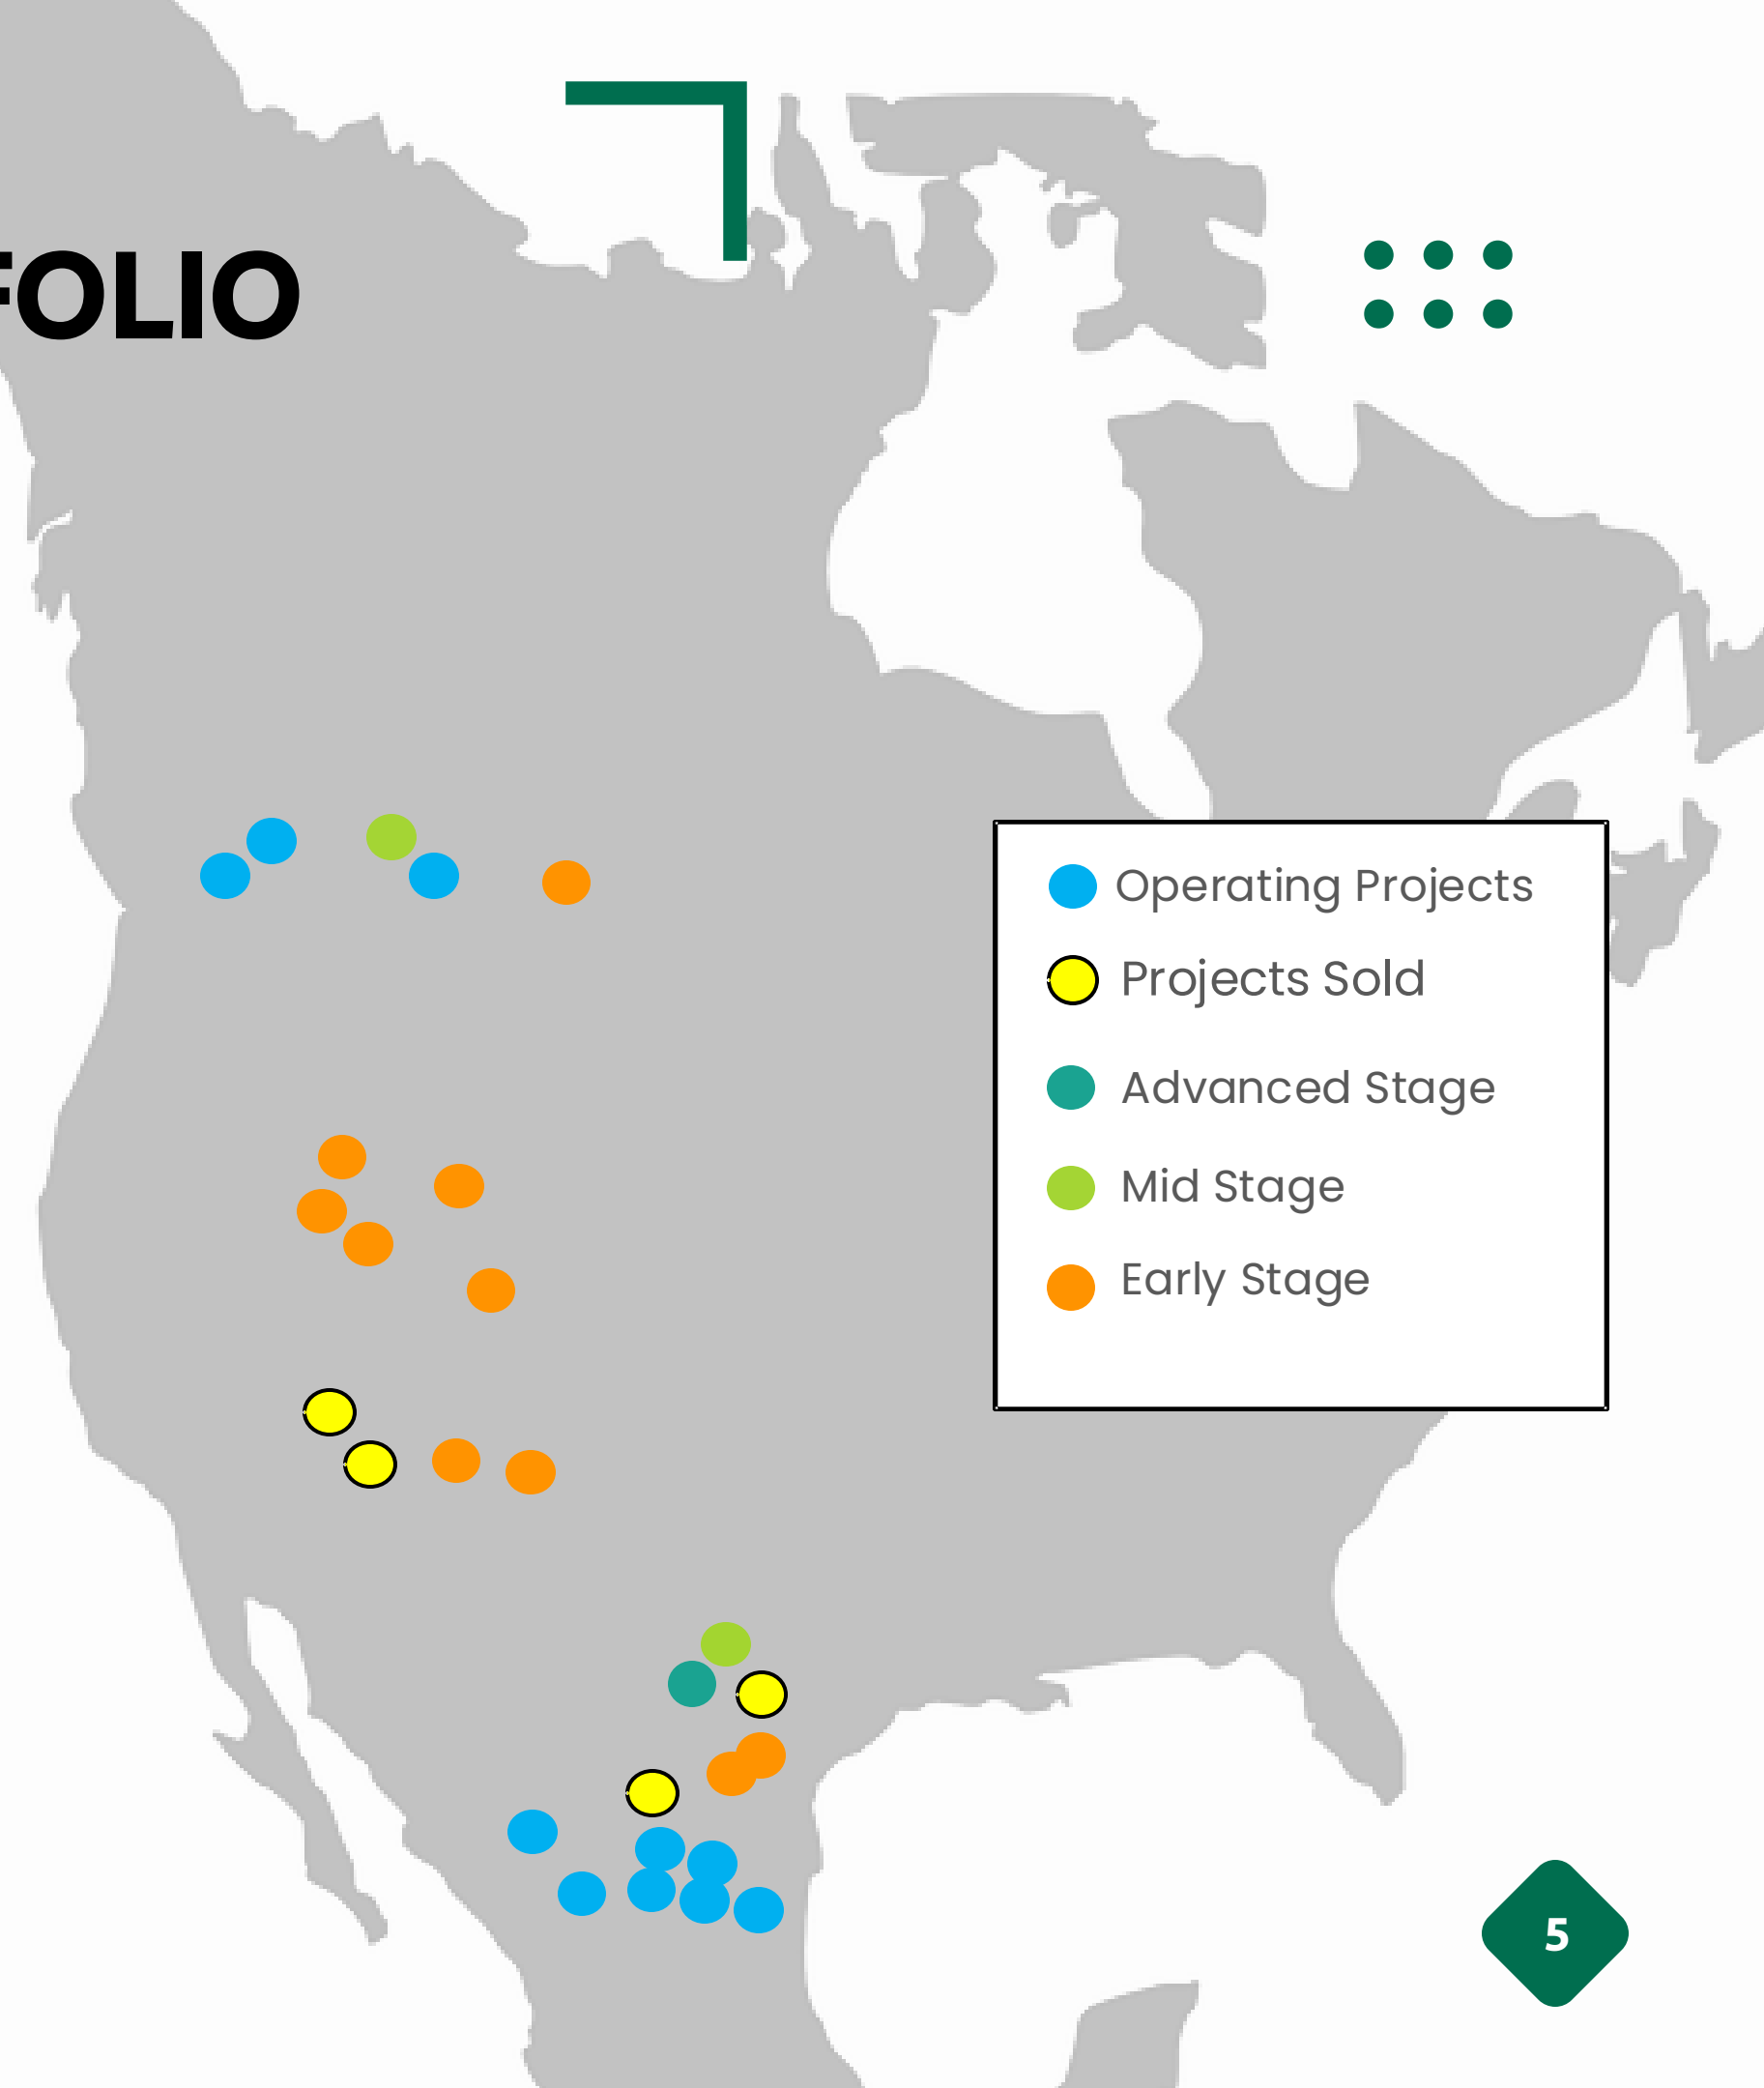 FOLIO
Operating Projects
Projects Sold
Advanced Stage
Mid Stage
Early Stage
5